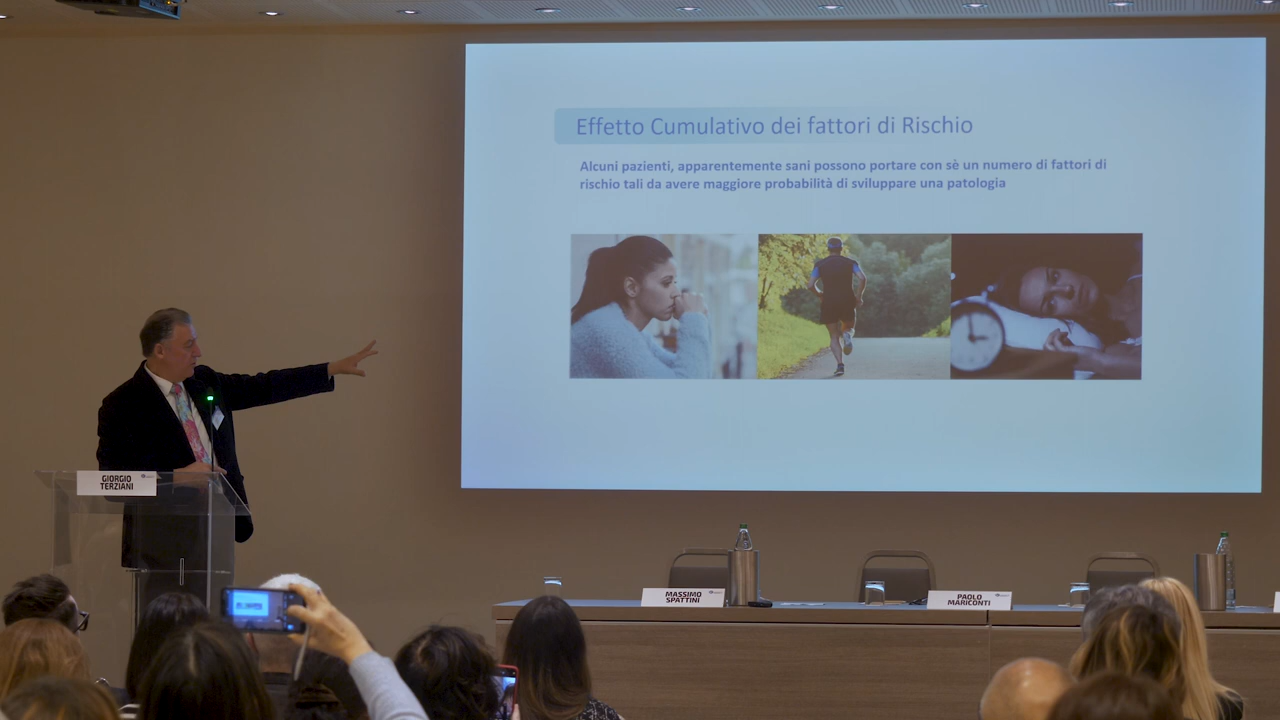 Effetto Cumulativo dei fattori di Rischio
Alcuni pazienti, apparentemente sani possono portare con sè un numero di fattori di
rischio tali da avere maggiore probabilità di sviluppare una patologia
GIORGIO
TERZIANI
MASSIMO
SPATTINI
PAOLO
MARICONTI